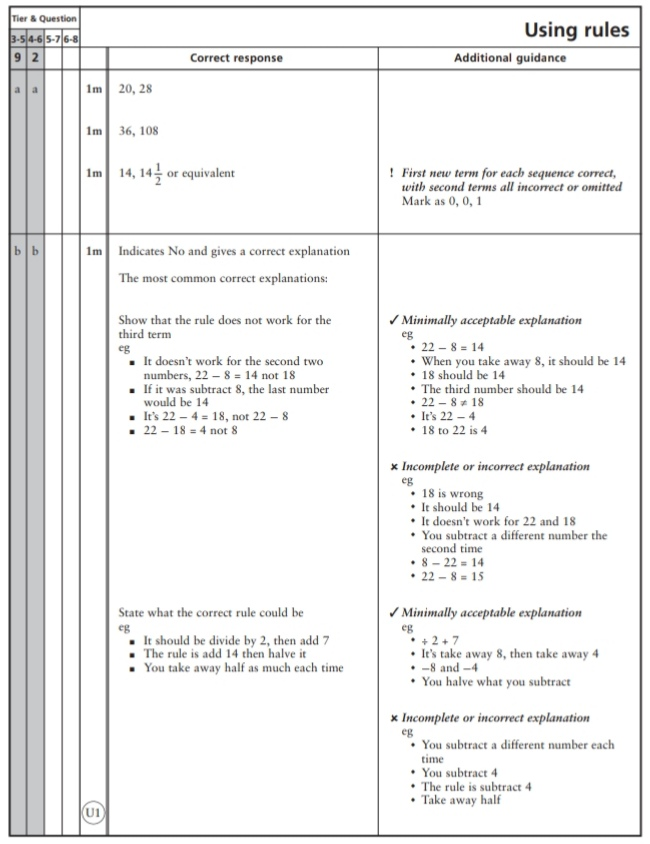 Tier & Question
Using rules
3-5 4-6 5-7 6-8
9 2 Correct response Additional guidance
a a 1m 20, 28
1m 36, 108
1m 14, 14 1/2 or equivalent ! First new term for each sequence correct,
with second terms all incorrect or omitted
Mark as 0, 0, 1
b b 1m Indicates No and gives a correct explanation
The most common correct explanations:
Show that the rule does not work for the
third term
eg
▪ It doesn't work for the second two
numbers, 22 – 8 = 14 not 18
▪ If it was subtract 8, the last number
would be 14
▪ It's 22 – 4 = 18, not 22 – 8
▪ 22 – 18 = 4 not 8
✓ Minimally acceptable explanation
eg
• 22 – 8 = 14
• When you take away 8, it should be 14
• 18 should be 14
• The third number should be 14
• 22 – 8 ≠ 18
• It's 22 – 4
• 18 to 22 is 4
✗ Incomplete or incorrect explanation
eg
• 18 is wrong
• It should be 14
• It doesn't work for 22 and 18
• You subtract a different number the
second time
• 8 – 22 = 14
• 22 – 8 = 15
State what the correct rule could be
eg
▪ It should be divide by 2, then add 7
▪ The rule is add 14 then halve it
▪ You take away half as much each time
✓ Minimally acceptable explanation
eg
• ÷ 2 + 7
• It's take away 8, then take away 4
• –8 and –4
• You halve what you subtract
✗ Incomplete or incorrect explanation
eg
• You subtract a different number each
time
• You subtract 4
• The rule is subtract 4
• Take away half
U1